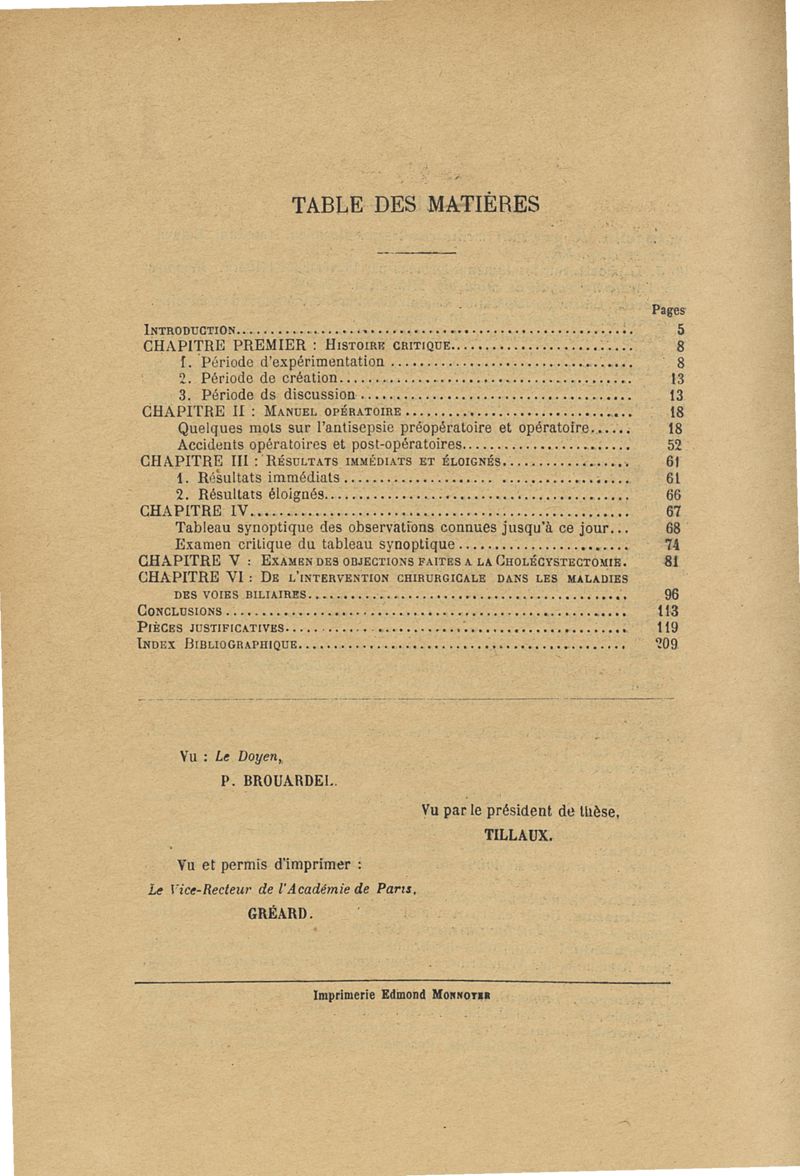 TABLE DES MATIÈRES
Pages
INTRODUCTION................................................ 5
CHAPITRE PREMIER : HISTOIRE CRITIQUE.......................... 8
1. Période d'expérimentation .............................. 8
2. Période de création.................................... 13
3. Période ds discussion .................................. 13
CHAPITRE II : MANUEL OPÉRATOIRE .............................. 18
Quelques mots sur l'antisepsie préopératoire et opératoire...... 18
Accidents opératoires et post-opératoires..................... 52
CHAPITRE III : RÉSULTATS IMMÉDIATS ET ÉLOIGNÉS................. 61
1. Résultats immédiats .................................... 61
2. Résultats éloignés...................................... 66
CHAPITRE IV.................................................. 67
Tableau synoptique des observations connues jusqu'à ce jour... 68
Examen critique du tableau synoptique ..................... 74
CHAPITRE V : EXAMEN DES OBJECTIONS FAITES A LA CHOLÉCYSTECTOMIE. 81
CHAPITRE VI : DE L'INTERVENTION CHIRURGICALE DANS LES MALADIES
DES VOIES BILIAIRES........................................ 96
CONCLUSIONS .................................................. 113
PIÈCES JUSTIFICATIVES........................................ 119
INDEX BIBLIOGRAPHIQUE........................................ 209
Vu : Le Doyen,
P. BROUARDEL.
Vu par le président de thèse,
TILLAUX.
Vu et permis d'imprimer :
Le Vice-Recteur de l'Académie de Paris,
GRÉARD.
Imprimerie Edmond MONNOYER